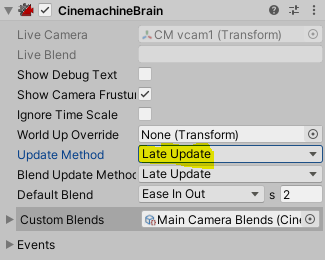 CinemachineBrain
Live Camera CM vcam1 (Transform)
Live Blend
Show Debug Text
Show Camera Frustur
Ignore Time Scale
World Up Override None (Transform)
Update Method Late Update
Blend Update Method Late Update
Default Blend Ease In Out s 2
Custom Blends Main Camera Blends (Cine
Events